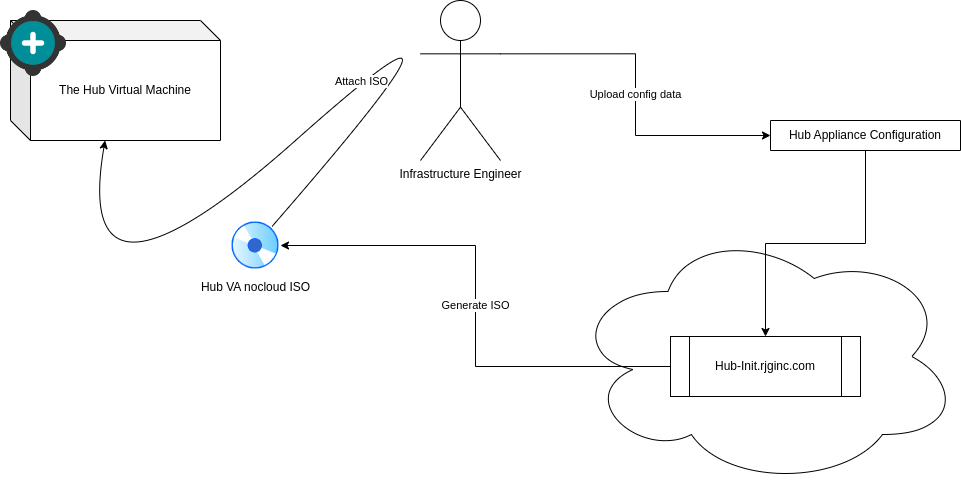 The Hub Virtual Machine
Attach ISO
Upload config data
Hub Appliance Configuration
Infrastructure Engineer
Hub VA nocloud ISO
Generate ISO
Hub-Init.rjginc.com